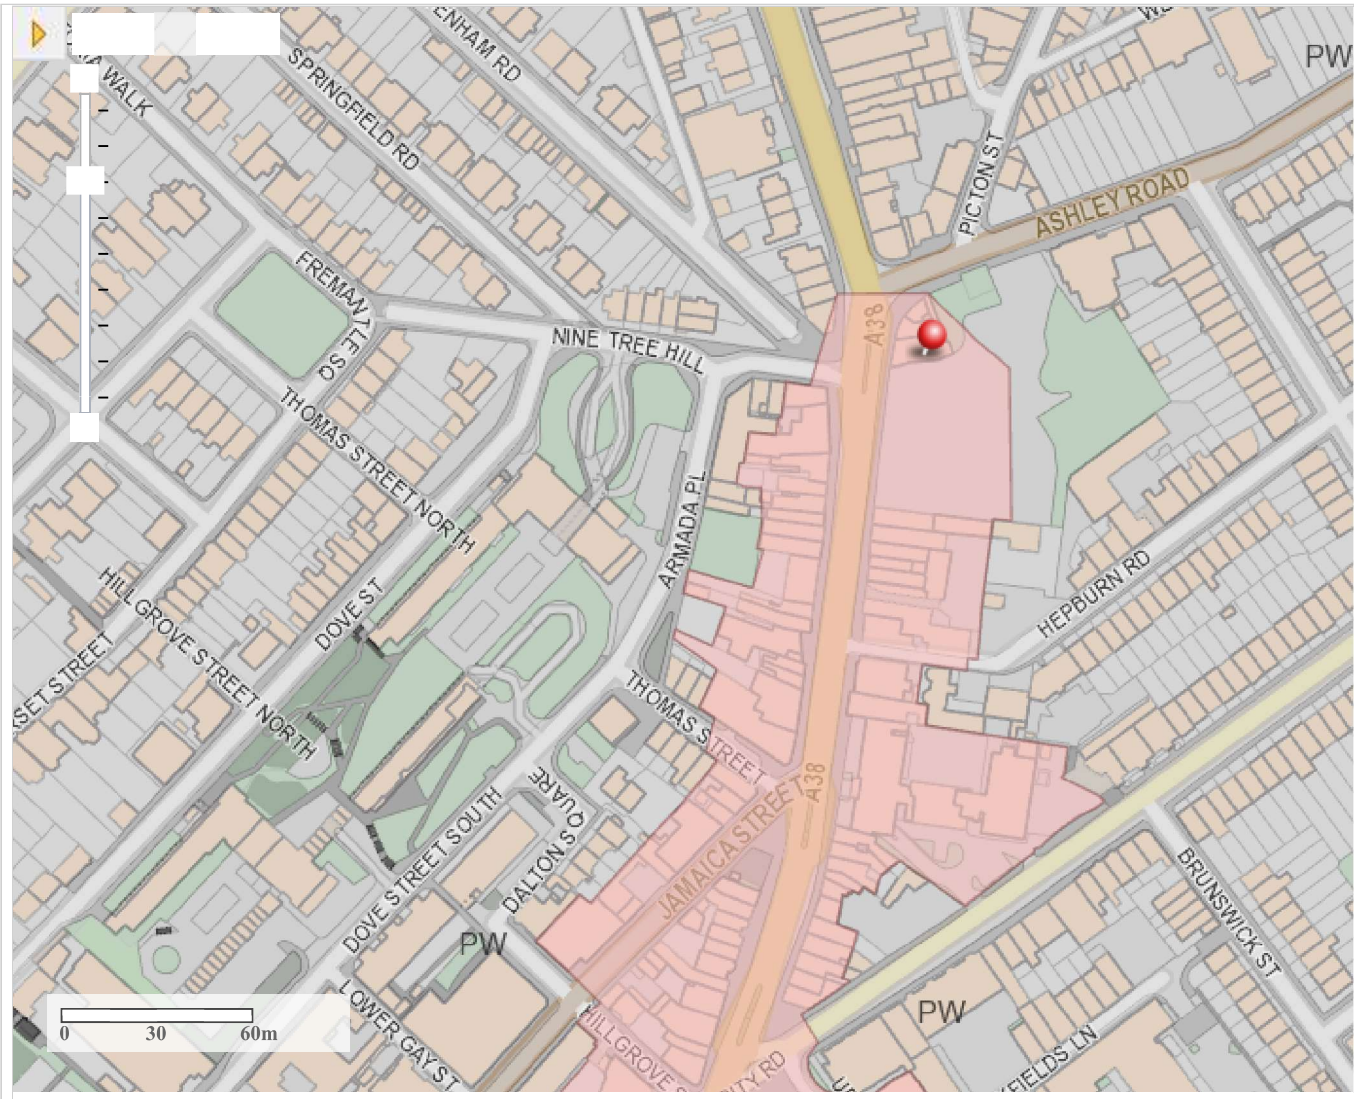 WALK
SPRINGFIELD RD
ENHAM RD
PW
PICTON ST
ASHLEY ROAD
FREMANTLE SQ
A38
NINE TREE HILL
THOMAS STREET NORTH
ARMADA PL
HILLGROVE STREET NORTH
DOVE ST
HEPBURN RD
SET STREET
THOMAS STREET
A38
JAMAICA STREET
DALTON SQUARE
DOVE STREET SOUTH
BRUNSWICK ST
PW
PW
LOWER GAY ST
HILLGROVE S
ITY RD
FIELDS LN
0 30 60m